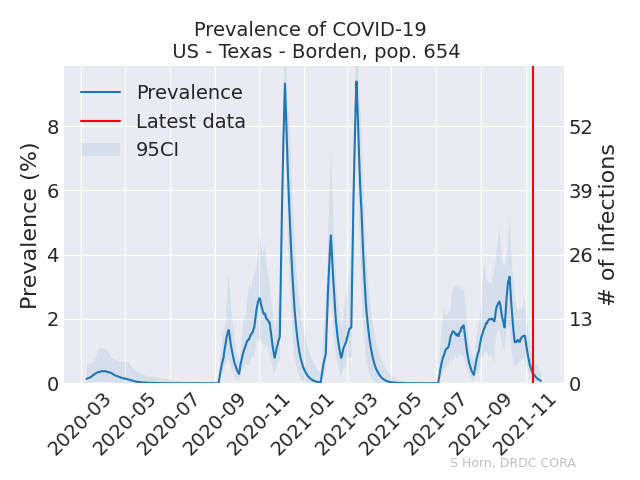 Prevalence of COVID-19
US - Texas - Borden, pop. 654
Prevalence
Latest data
95CI
Prevalence (%)
8
6
4
2
0
52
39
26
13
0
# of infections
2020-03
2020-05
2020-07
2020-09
2020-11
2021-01
2021-03
2021-05
2021-07
2021-09
2021-11
S Horn, DRDC CORA